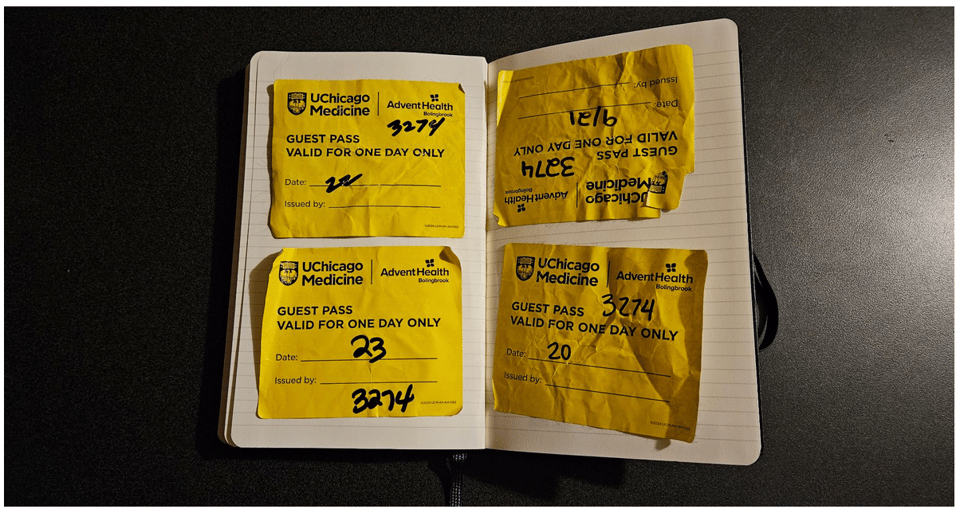 UChicago
Medicine
AdventHealth
Bolingbrook
3274
GUEST PASS
VALID FOR ONE DAY ONLY
Date: 22
Issued by:
UChicago
Medicine
AdventHealth
Bolingbrook
GUEST PASS
VALID FOR ONE DAY ONLY
Date: 23
Issued by:
3274
UChicago
Medicine
AdventHealth
Bolingbrook
3274
GUEST PASS
VALID FOR ONE DAY ONLY
Date: 9/21
Issued by:
UChicago
Medicine
AdventHealth
Bolingbrook
GUEST PASS 3274
VALID FOR ONE DAY ONLY
Date: 20
Issued by: